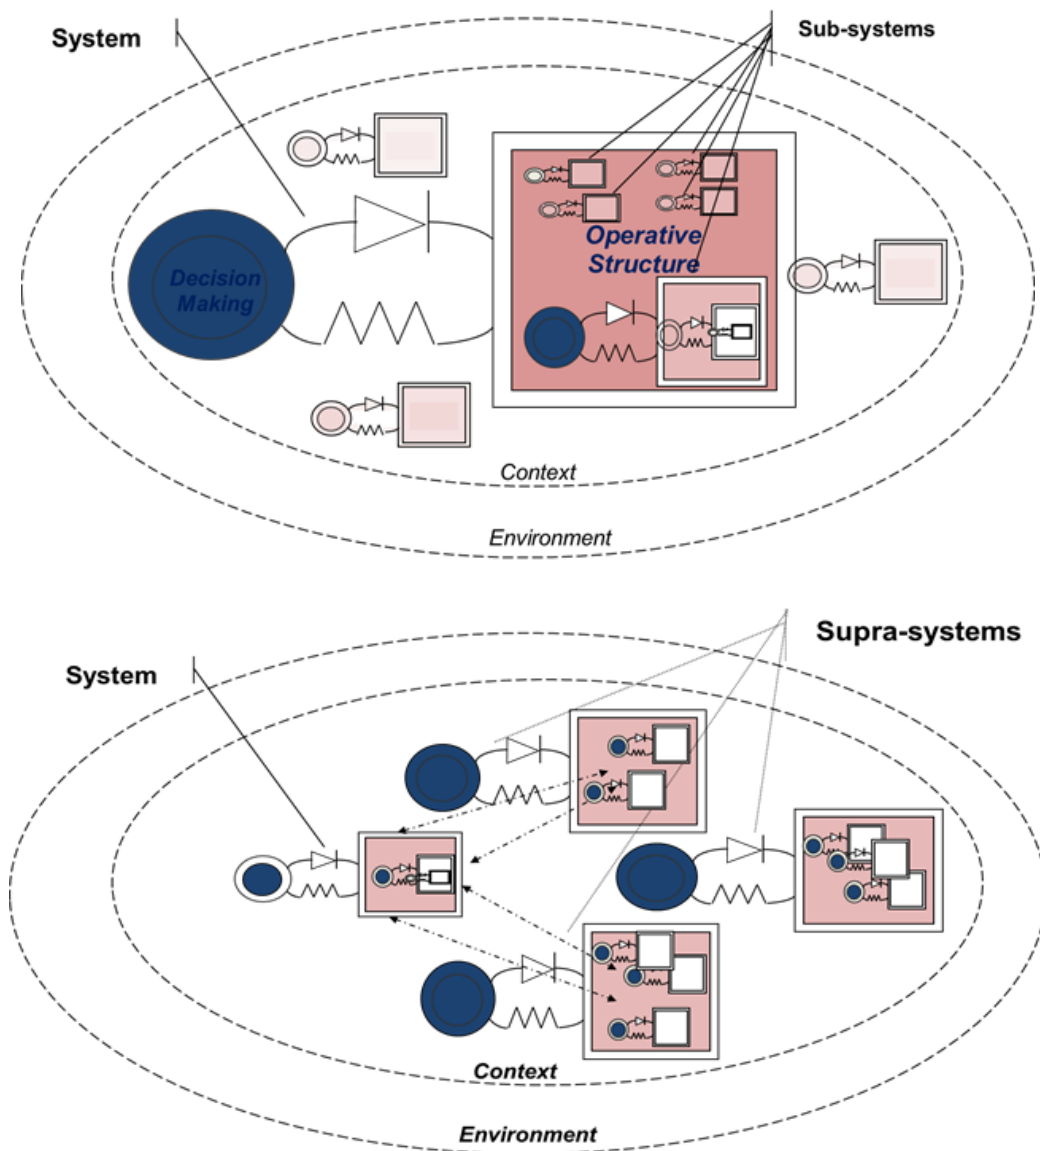 System
Sub-systems
Decision
Making
Operative
Structure
Context
Environment
Supra-systems
System
Context
Environment